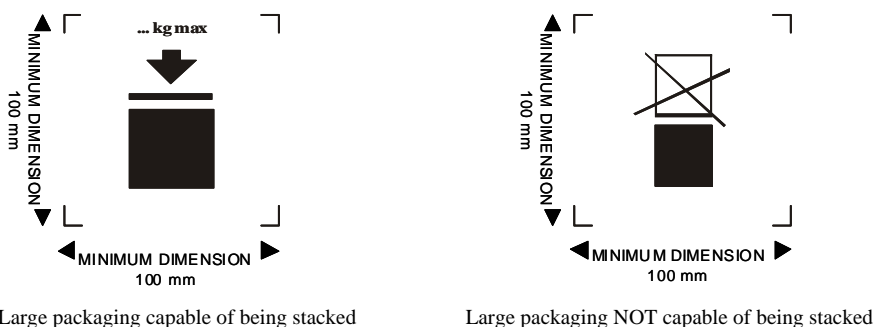 ... kg max
MINIMUM DIMENSION
100 mm
MINIMUM DIMENSION
100 mm
Large packaging capable of being stacked
MINIMUM DIMENSION
100 mm
MINIMUM DIMENSION
100 mm
Large packaging NOT capable of being stacked